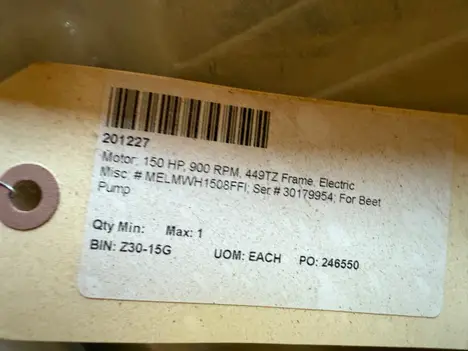 201227
Motor: 150 HP, 900 RPM, 449TZ Frame, Electric
Misc: # MELMWH1508FFI; Ser # 30179954; For Beet
Pump
Qty Min: Max: 1
BIN: Z30-15G UOM: EACH PO: 246550